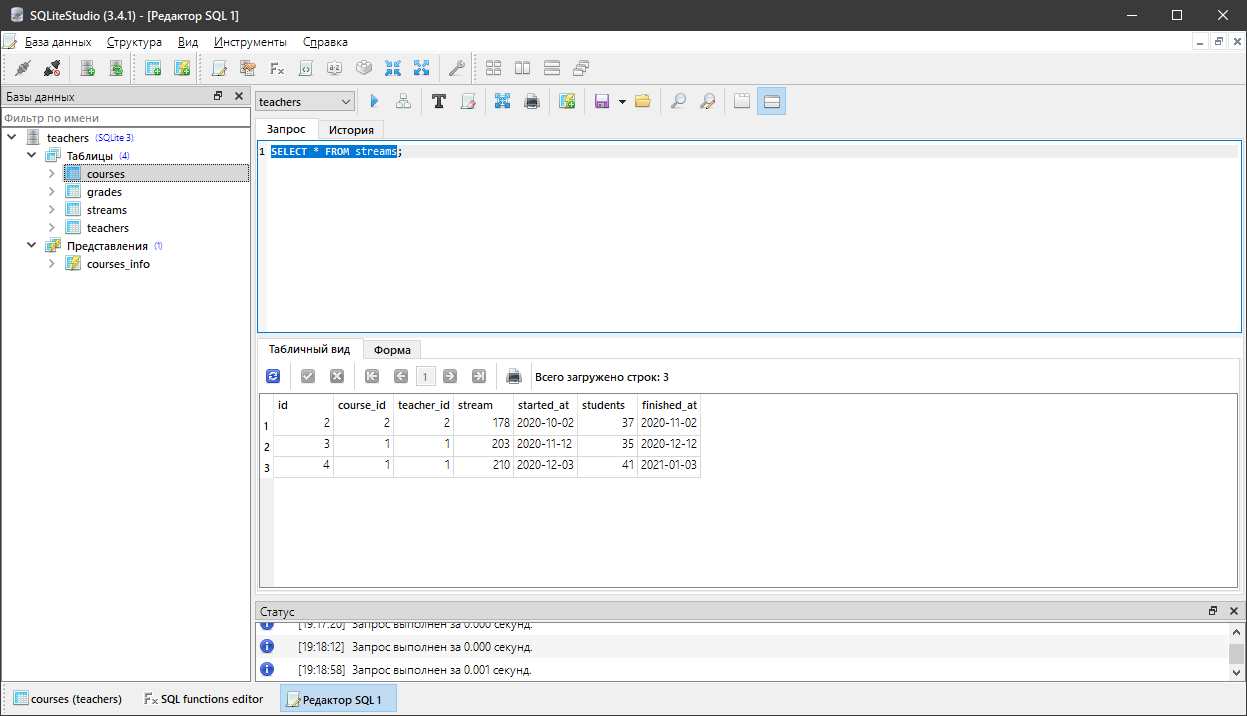 SQLiteStudio (3.4.1) - [Редактор SQL 1]
База данных Структура Вид Инструменты Справка
Базы данных
Фильтр по имени
teachers (SQLite 3)
Таблицы (4)
courses
grades
streams
teachers
Представления (1)
courses_info
teachers
Запрос История
1 SELECT * FROM streams;
Табличный вид Форма
1 Всего загружено строк: 3
id course_id teacher_id stream started_at students finished_at
1 2 2 2 178 2020-10-02 37 2020-11-02
2 3 1 1 203 2020-11-12 35 2020-12-12
3 4 1 1 210 2020-12-03 41 2021-01-03
Статус
[19:17:20] Запрос выполнен за 0.000 секунд.
[19:18:12] Запрос выполнен за 0.000 секунд.
[19:18:58] Запрос выполнен за 0.001 секунд.
courses (teachers) Fx SQL functions editor Редактор SQL 1